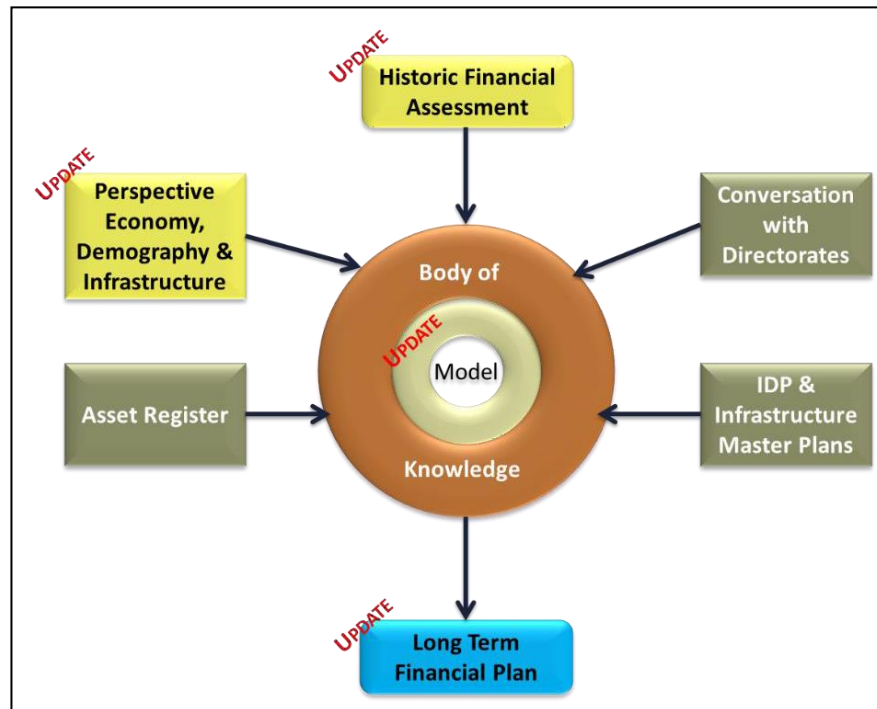 UPDATE
Historic Financial
Assessment
UPDATE
Perspective
Economy,
Demography &
Infrastructure
Conversation
with
Directorates
Body of
UPDATE
Model
Knowledge
Asset Register
IDP &
Infrastructure
Master Plans
UPDATE
Long Term
Financial Plan